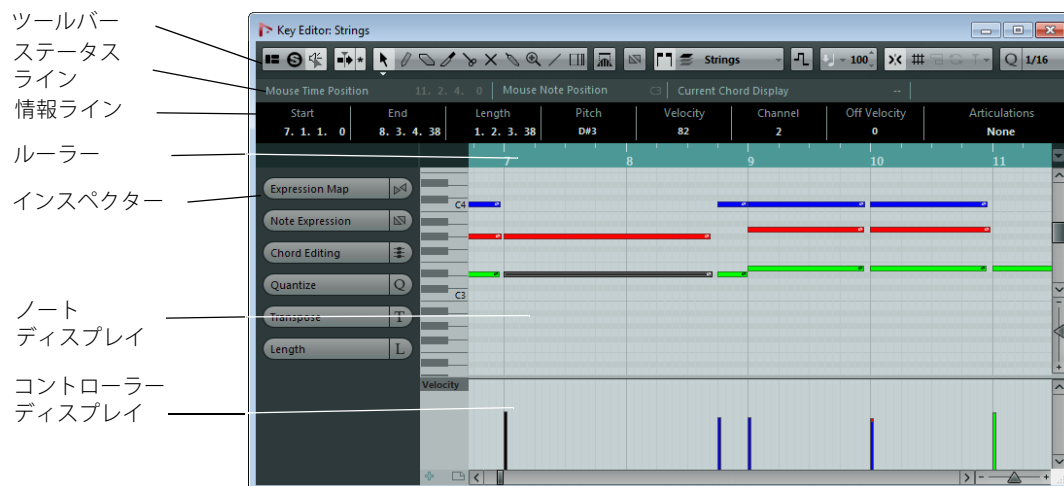 ツールバー
ステータス
ライン
情報ライン
ルーラー
インスペクター
ノート
ディスプレイ
コントローラー
ディスプレイ
Key Editor: Strings
Strings
100
Q 1/16
Mouse Time Position 11. 2. 4. 0 Mouse Note Position C3 Current Chord Display --
Start End Length Pitch Velocity Channel Off Velocity Articulations
7. 1. 1. 0 8. 3. 4. 38 1. 2. 3. 38 D#3 82 2 0 None
7 8 9 10 11
Expression Map
Note Expression
Chord Editing
Quantize Q
Transpose T
Length L
C4
C3
Velocity